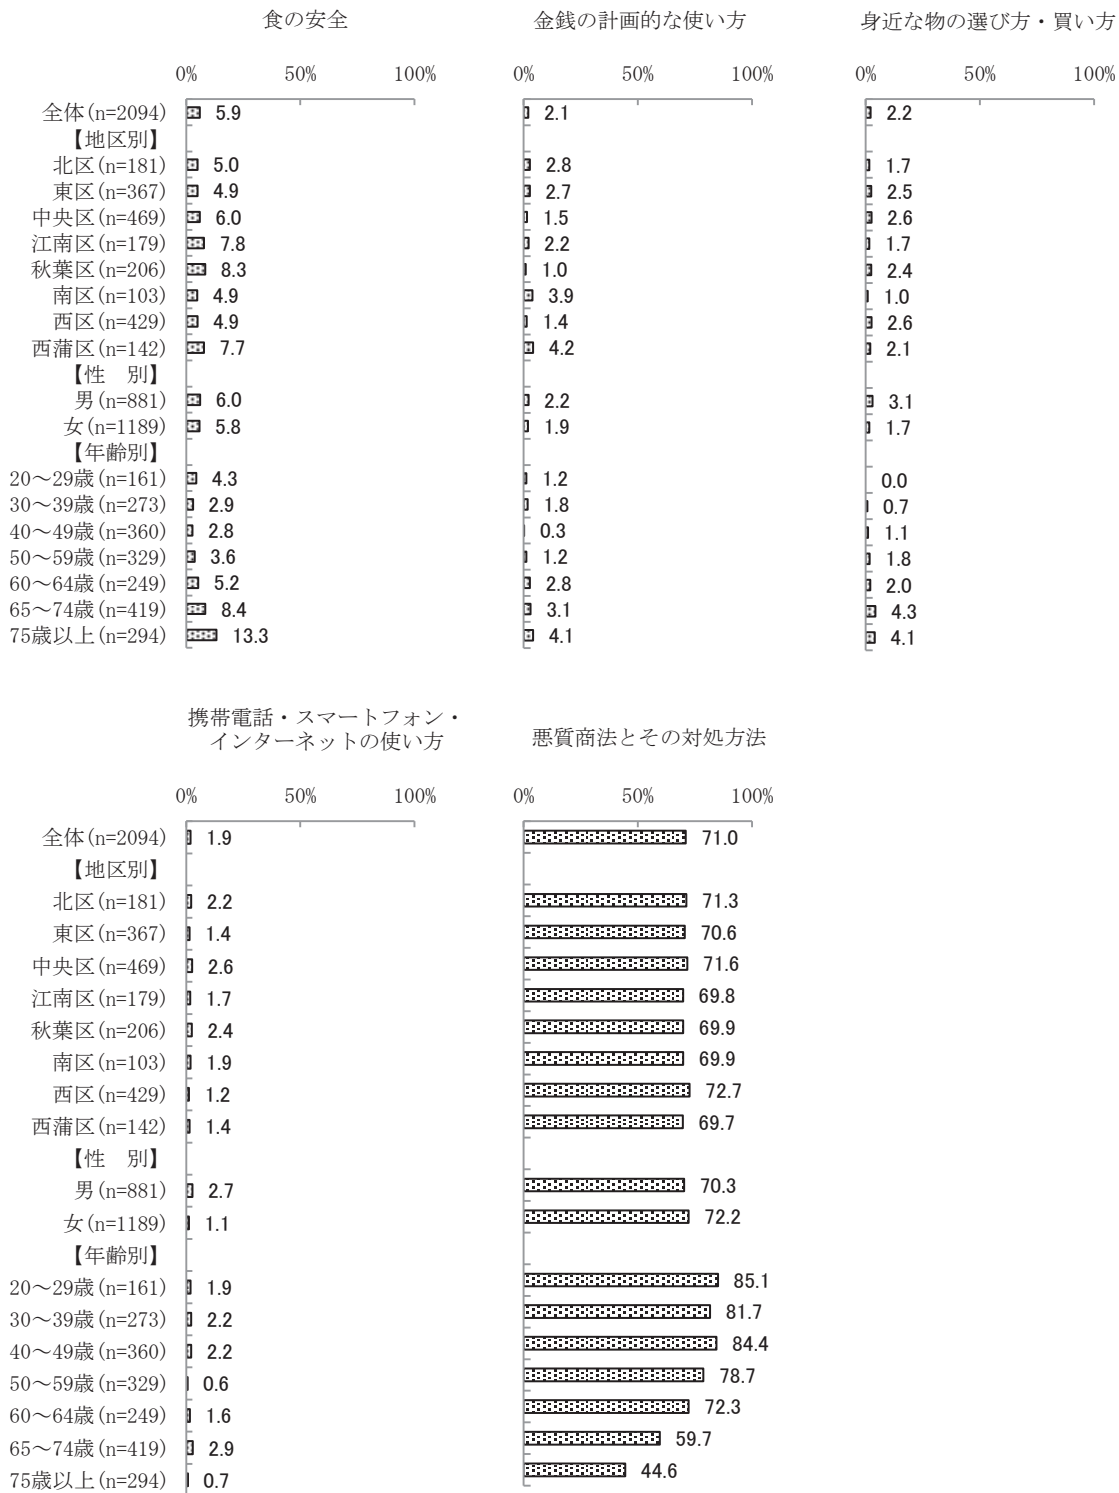 食の安全 金銭の計画的な使い方 身近な物の選び方・買い方
0% 50% 100% 0% 50% 100% 0% 50% 100%
全体(n=2094) 5.9 2.1 2.2
【地区別】
北区(n=181) 5.0 2.8 1.7
東区(n=367) 4.9 2.7 2.5
中央区(n=469) 6.0 1.5 2.6
江南区(n=179) 7.8 2.2 1.7
秋葉区(n=206) 8.3 1.0 2.4
南区(n=103) 4.9 3.9 1.0
西区(n=429) 4.9 1.4 2.6
西蒲区(n=142) 7.7 4.2 2.1
【性　別】
男(n=881) 6.0 2.2 3.1
女(n=1189) 5.8 1.9 1.7
【年齢別】
20～29歳(n=161) 4.3 1.2 0.0
30～39歳(n=273) 2.9 1.8 0.7
40～49歳(n=360) 2.8 0.3 1.1
50～59歳(n=329) 3.6 1.2 1.8
60～64歳(n=249) 5.2 2.8 2.0
65～74歳(n=419) 8.4 3.1 4.3
75歳以上(n=294) 13.3 4.1 4.1
携帯電話・スマートフォン・
インターネットの使い方 悪質商法とその対処方法
0% 50% 100% 0% 50% 100%
全体(n=2094) 1.9 71.0
【地区別】
北区(n=181) 2.2 71.3
東区(n=367) 1.4 70.6
中央区(n=469) 2.6 71.6
江南区(n=179) 1.7 69.8
秋葉区(n=206) 2.4 69.9
南区(n=103) 1.9 69.9
西区(n=429) 1.2 72.7
西蒲区(n=142) 1.4 69.7
【性　別】
男(n=881) 2.7 70.3
女(n=1189) 1.1 72.2
【年齢別】
20～29歳(n=161) 1.9 85.1
30～39歳(n=273) 2.2 81.7
40～49歳(n=360) 2.2 84.4
50～59歳(n=329) 0.6 78.7
60～64歳(n=249) 1.6 72.3
65～74歳(n=419) 2.9 59.7
75歳以上(n=294) 0.7 44.6